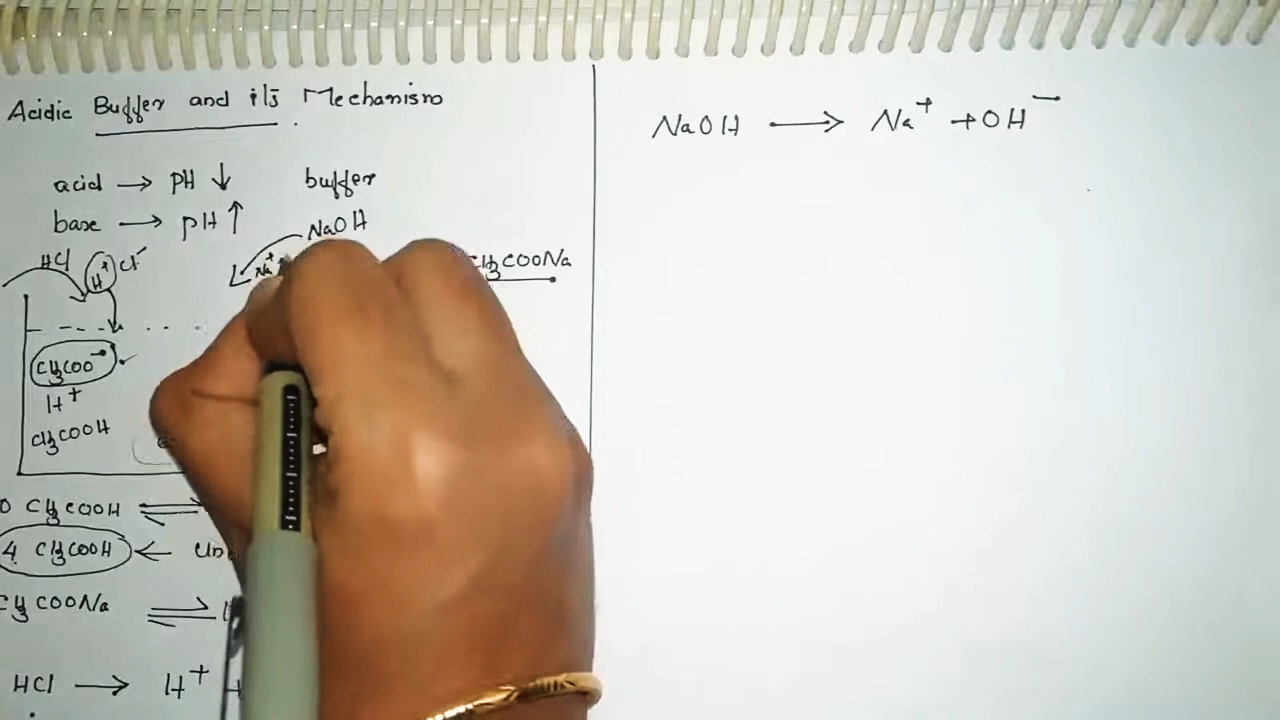 Acidic Buffer and its Mechanism
acid → pH ↓ buffer
base → pH ↑
NaOH
HCl H⁺ Cl⁻
Na⁺
CH3COONa
CH3COO⁻
H⁺
CH3COOH
CH3COOH ⇌
4 CH3COOH ←
CH3COONa ⇌
HCl → H⁺ +
NaOH → Na⁺ + OH⁻